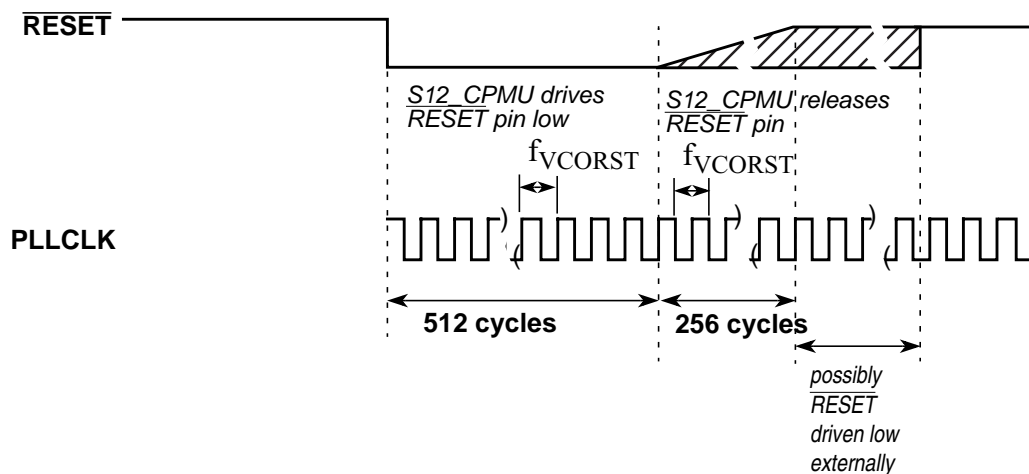 RESET
S12_CPMU drives
RESET pin low
S12_CPMU releases
RESET pin
fVCORST
fVCORST
PLLCLK
512 cycles
256 cycles
possibly
RESET
driven low
externally